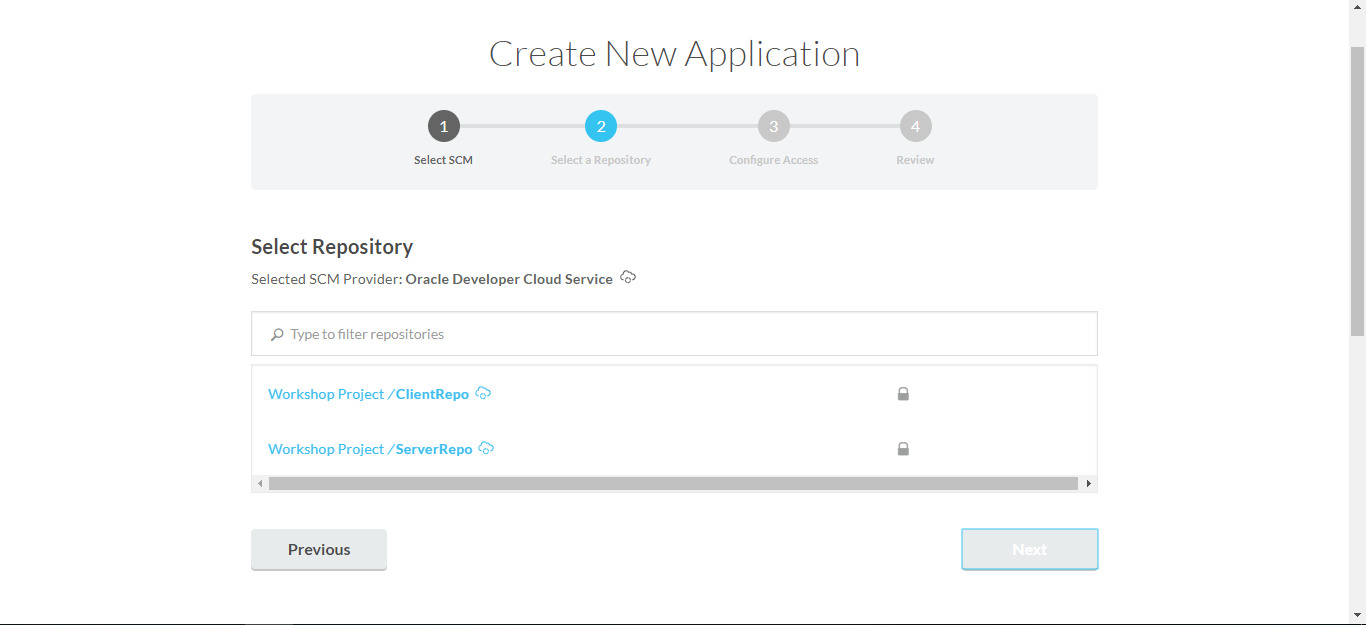 Create New Application
1 2 3 4
Select SCM Select a Repository Configure Access Review
Select Repository
Selected SCM Provider: Oracle Developer Cloud Service
Type to filter repositories
Workshop Project /ClientRepo
Workshop Project /ServerRepo
Previous Next